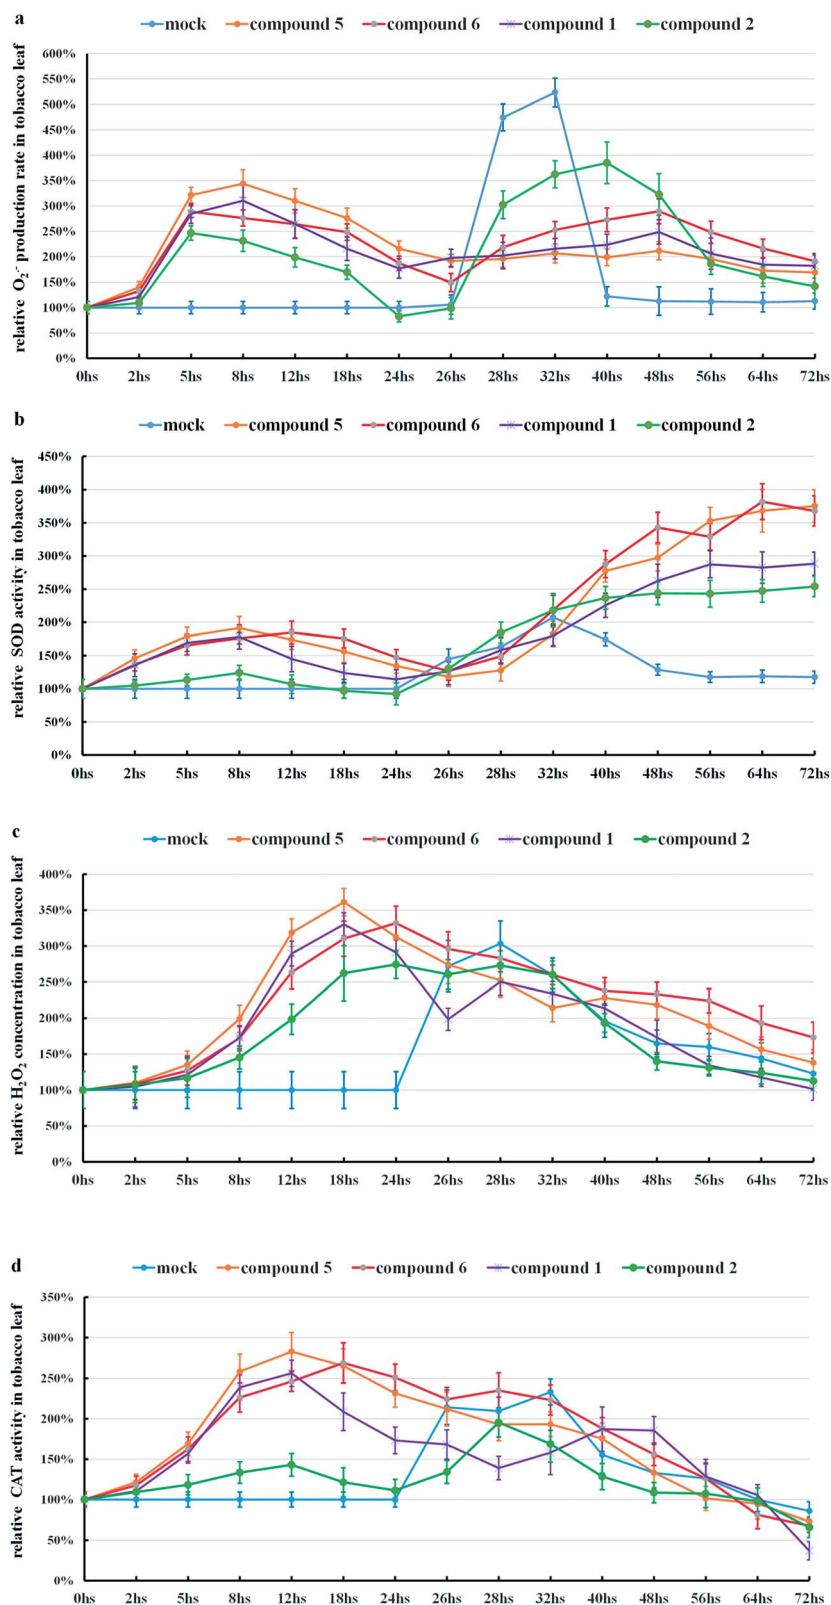 a
mock compound 5 compound 6 compound 1 compound 2
relative O₂·⁻ production rate in tobacco leaf
600%
550%
500%
450%
400%
350%
300%
250%
200%
150%
100%
50%
0%
0hs 2hs 5hs 8hs 12hs 18hs 24hs 26hs 28hs 32hs 40hs 48hs 56hs 64hs 72hs
b
mock compound 5 compound 6 compound 1 compound 2
relative SOD activity in tobacco leaf
450%
400%
350%
300%
250%
200%
150%
100%
50%
0%
0hs 2hs 5hs 8hs 12hs 18hs 24hs 26hs 28hs 32hs 40hs 48hs 56hs 64hs 72hs
c
mock compound 5 compound 6 compound 1 compound 2
relative H₂O₂ concentration in tobacco leaf
400%
350%
300%
250%
200%
150%
100%
50%
0%
0hs 2hs 5hs 8hs 12hs 18hs 24hs 26hs 28hs 32hs 40hs 48hs 56hs 64hs 72hs
d
mock compound 5 compound 6 compound 1 compound 2
relative CAT activity in tobacco leaf
350%
300%
250%
200%
150%
100%
50%
0%
0hs 2hs 5hs 8hs 12hs 18hs 24hs 26hs 28hs 32hs 40hs 48hs 56hs 64hs 72hs